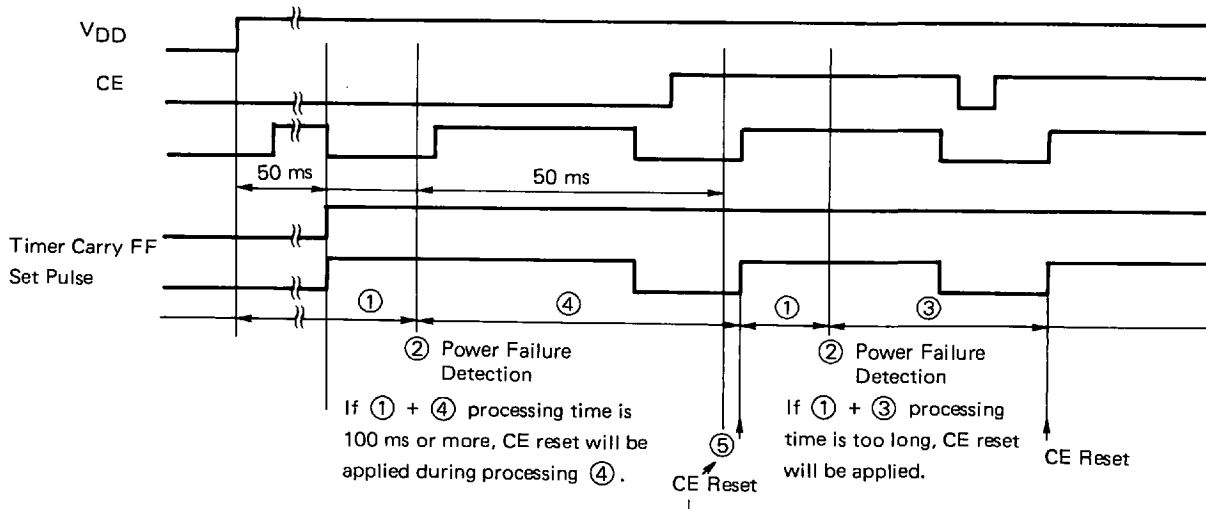 VDD
CE
50 ms
50 ms
Timer Carry FF
Set Pulse
① ④ ① ③
② Power Failure
Detection
If ① + ④ processing time is
100 ms or more, CE reset will be
applied during processing ④.
② Power Failure
Detection
If ① + ③ processing
time is too long, CE reset
will be applied.
⑤
CE Reset
CE Reset